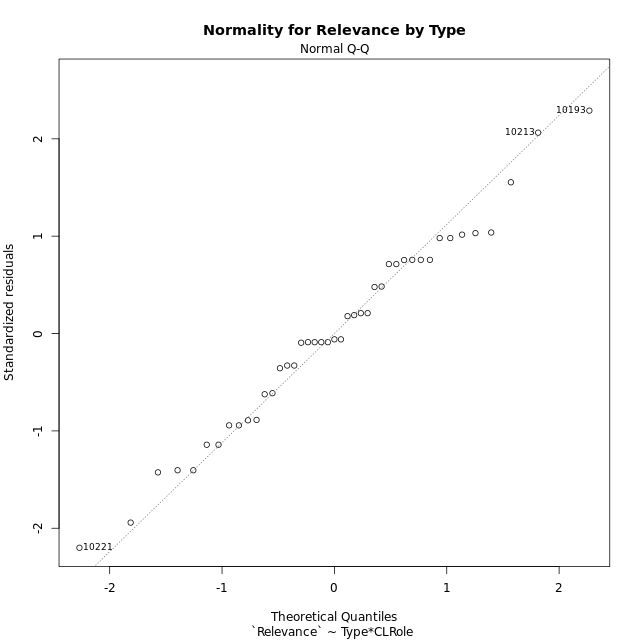 Normality for Relevance by Type
Normal Q-Q
Standardized residuals
2
1
0
-1
-2
10193
10213
10221
-2 -1 0 1 2
Theoretical Quantiles
`Relevance` ~ Type*CLRole